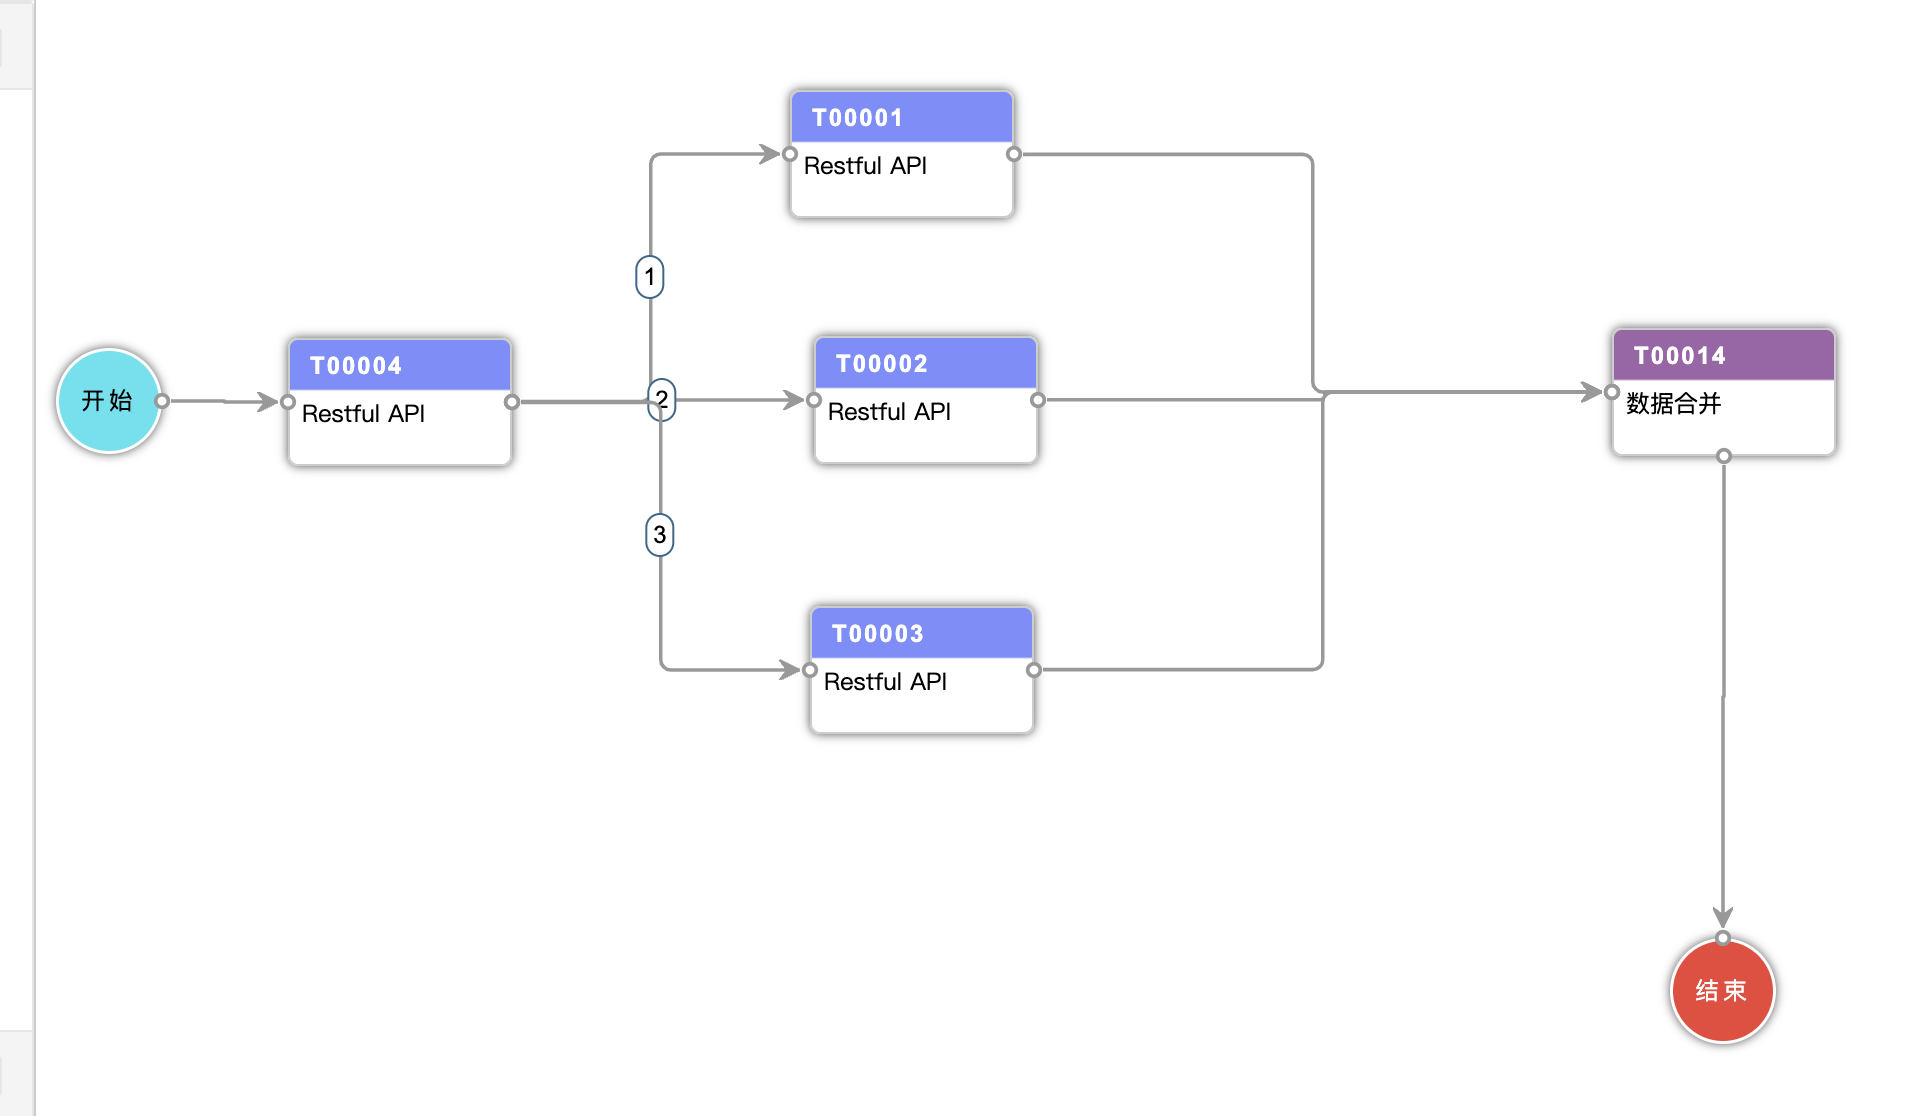 开始
T00004
Restful API
1
2
3
T00001
Restful API
T00002
Restful API
T00003
Restful API
T00014
数据合并
结束